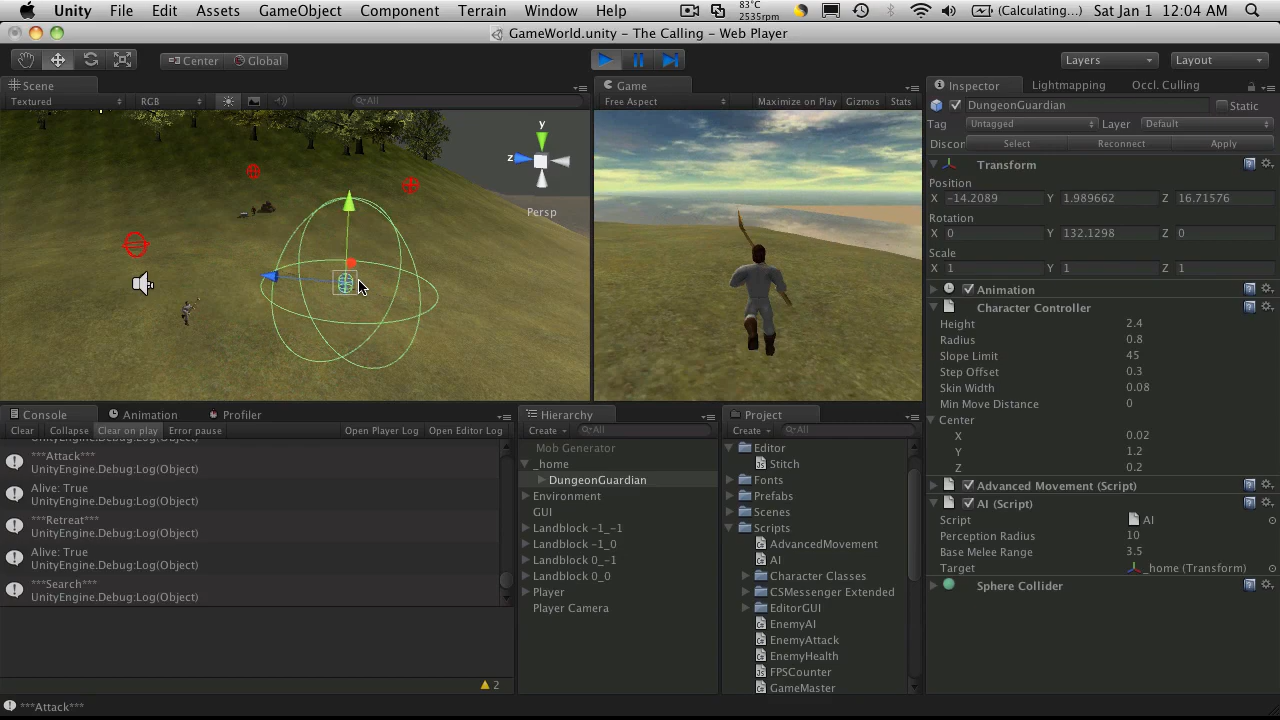 Unity File Edit Assets GameObject Component Terrain Window Help 83°C 2535rpm (Calculating...) Sat Jan 1 12:04 AM
GameWorld.unity – The Calling – Web Player
Center Global Layers Layout
Scene
Textured RGB All
y
z
Persp
Game
Free Aspect Maximize on Play Gizmos Stats
Inspector Lightmapping Occl. Culling
DungeonGuardian Static
Tag Untagged Layer Default
Discon Select Reconnect Apply
Transform
Position
X -14.2089 Y 1.989662 Z 16.71576
Rotation
X 0 Y 132.1298 Z 0
Scale
X 1 Y 1 Z 1
Animation
Character Controller
Height 2.4
Radius 0.8
Slope Limit 45
Step Offset 0.3
Skin Width 0.08
Min Move Distance 0
Center
X 0.02
Y 1.2
Z 0.2
Advanced Movement (Script)
AI (Script)
Script AI
Perception Radius 10
Base Melee Range 3.5
Target _home (Transform)
Sphere Collider
Console Animation Profiler
Clear Collapse Clear on play Error pause Open Player Log Open Editor Log
UnityEngine.Debug:Log(Object)
***Attack***
UnityEngine.Debug:Log(Object)
Alive: True
UnityEngine.Debug:Log(Object)
***Retreat***
UnityEngine.Debug:Log(Object)
Alive: True
UnityEngine.Debug:Log(Object)
***Search***
UnityEngine.Debug:Log(Object)
2
***Attack***
Hierarchy
Create All
Mob Generator
_home
DungeonGuardian
Environment
GUI
Landblock -1_-1
Landblock -1_0
Landblock 0_-1
Landblock 0_0
Player
Player Camera
Project
Create All
Editor
Stitch
Fonts
Prefabs
Scenes
Scripts
AdvancedMovement
AI
Character Classes
CSMessenger Extended
EditorGUI
EnemyAI
EnemyAttack
EnemyHealth
FPSCounter
GameMaster